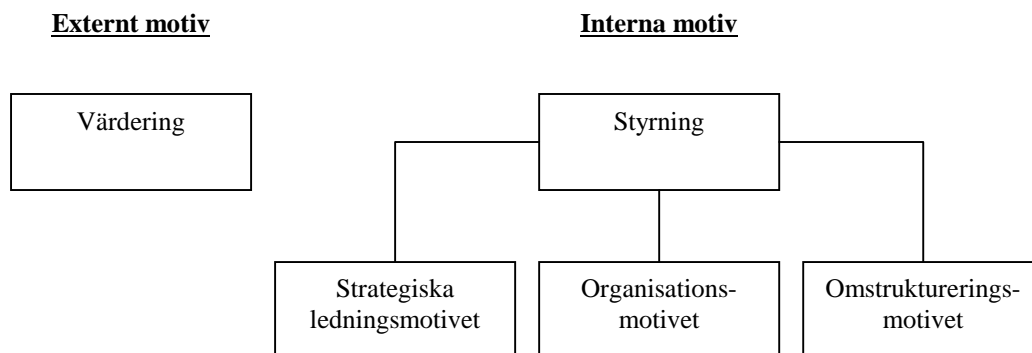 Externt motiv
Interna motiv
Värdering
Styrning
Strategiska
ledningsmotivet
Organisations-
motivet
Omstrukturerings-
motivet